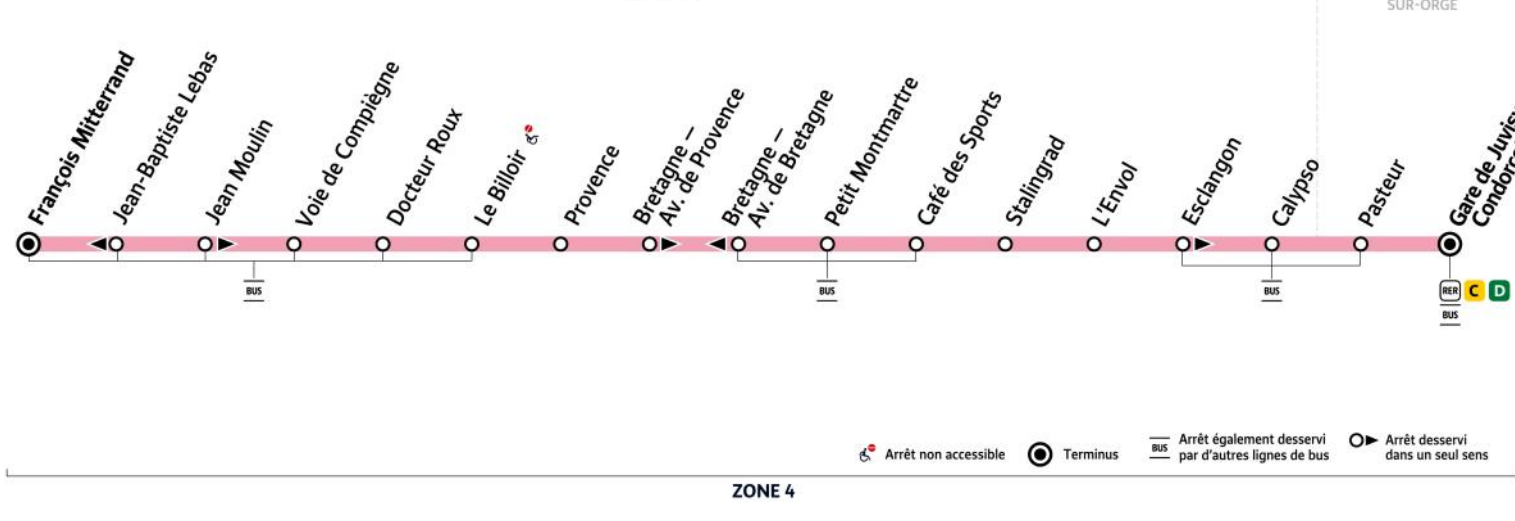 SUR-ORGE
François Mitterrand
Jean-Baptiste Lebas
Jean Moulin
Voie de Compiègne
Docteur Roux
Le Billoir
Provence
Bretagne –
Av. de Provence
Bretagne –
Av. de Bretagne
Petit Montmartre
Café des Sports
Stalingrad
L'Envol
Esclangon
Calypso
Pasteur
Gare de
BUS
BUS
BUS
RER C D
BUS
Arrêt non accessible
Terminus
BUS
Arrêt également desservi
par d'autres lignes de bus
Arrêt desservi
dans un seul sens
ZONE 4